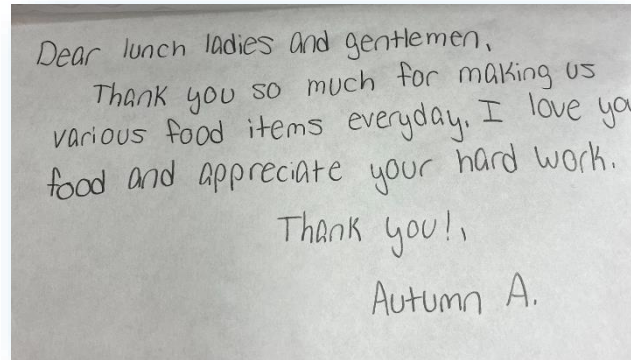 Dear lunch ladies and gentlemen,
Thank you so much for making us
various food items everyday. I love you
food and appreciate your hard work.
Thank you!,
Autumn A.